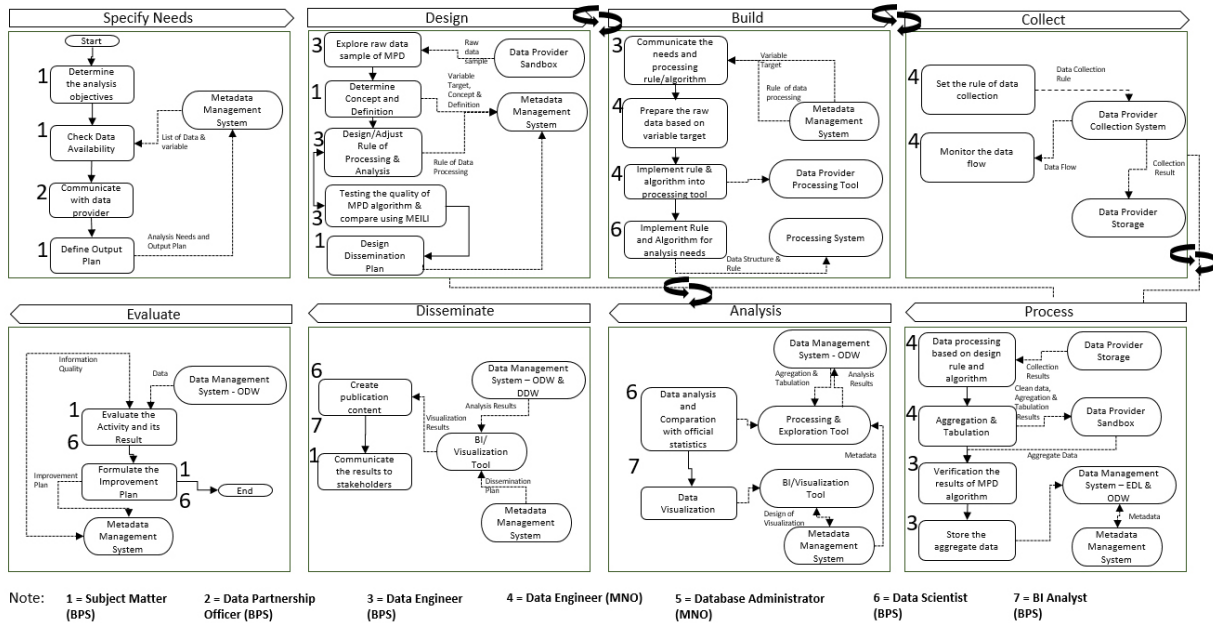 Specify Needs
Start
1
Determine
the analysis
objectives
1
Check Data
Availability
2
Communicate
with data
provider
1
Define Output
Plan
Metadata
Management
System
List of Data &
variable
Analysis Needs and
Output Plan
Design
3
Explore raw data
sample of MPD
Raw
data
sample
Data Provider
Sandbox
1
Determine
Concept and
Definition
Variable
Target,
Concept &
Definition
Metadata
Management
System
3
Design/Adjust
Rule of
Processing &
Analysis
Rule of Data
Processing
3
Testing the quality of
MPD algorithm &
compare using MEILI
1
Design
Dissemination
Plan
Build
3
Communicate the
needs and
processing
rule/algorithm
Variable
Target
Rule of data
processing
Metadata
Management
System
4
Prepare the raw
data based on
variable target
4
Implement rule &
algorithm into
processing tool
Data Provider
Processing Tool
6
Implement Rule
and Algorithm for
analysis needs
Processing System
Data Structure &
Rule
Collect
4
Set the rule of data
collection
Data Collection
Rule
Data Provider
Collection System
4
Monitor the data
flow
Data Flow
Collection
Result
Data Provider
Storage
Evaluate
Information
Quality
Data
Data Management
System - ODW
1
6
Evaluate the
Activity and its
Result
Improvement
Plan
Formulate the
Improvement
Plan
1
6
End
Metadata
Management
System
Disseminate
6
7
Create
publication
content
1
Communicate the
results to
stakeholders
Data Management
System – ODW &
DDW
Analysis Results
Visualization
Results
BI/
Visualization
Tool
Dissemination
Plan
Metadata
Management
System
Analysis
Data Management
System - ODW
Agregation &
Tabulation
Analysis
Results
6
Data analysis
and
Comparation
with official
statistics
Processing &
Exploration Tool
Metadata
7
Data
Visualization
BI/Visualization
Tool
Design of
Visualization
Metadata
Management
System
Process
4
Data processing
based on design
rule and
algorithm
Data Provider
Storage
Collection
Results
Clean data,
Agregation &
Tabulation
Results
4
Aggregation &
Tabulation
Data Provider
Sandbox
Aggregate Data
3
Verification the
results of MPD
algorithm
Data Management
System – EDL &
ODW
3
Store the
aggregate data
Metadata
Metadata
Management
System
Note:
1 = Subject Matter
(BPS)
2 = Data Partnership
Officer (BPS)
3 = Data Engineer
(BPS)
4 = Data Engineer (MNO)
5 = Database Administrator
(MNO)
6 = Data Scientist
(BPS)
7 = BI Analyst
(BPS)